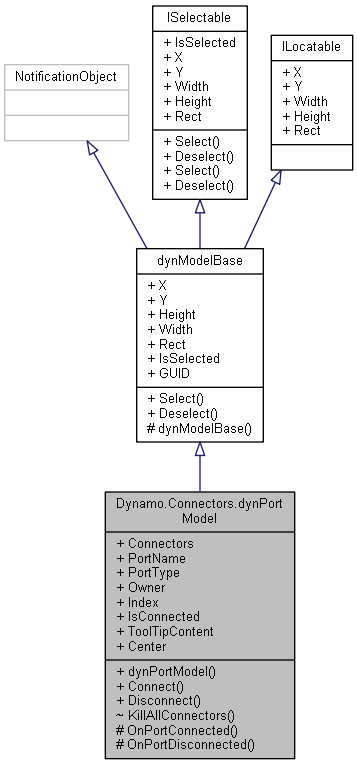 ISelectable
+ IsSelected
+ X
+ Y
+ Width
+ Height
+ Rect
+ Select()
+ Deselect()
+ Select()
+ Deselect()
ILocatable
+ X
+ Y
+ Width
+ Height
+ Rect
NotificationObject
dynModelBase
+ X
+ Y
+ Height
+ Width
+ Rect
+ IsSelected
+ GUID
+ Select()
+ Deselect()
# dynModelBase()
Dynamo.Connectors.dynPort
Model
+ Connectors
+ PortName
+ PortType
+ Owner
+ Index
+ IsConnected
+ ToolTipContent
+ Center
+ dynPortModel()
+ Connect()
+ Disconnect()
~ KillAllConnectors()
# OnPortConnected()
# OnPortDisconnected()